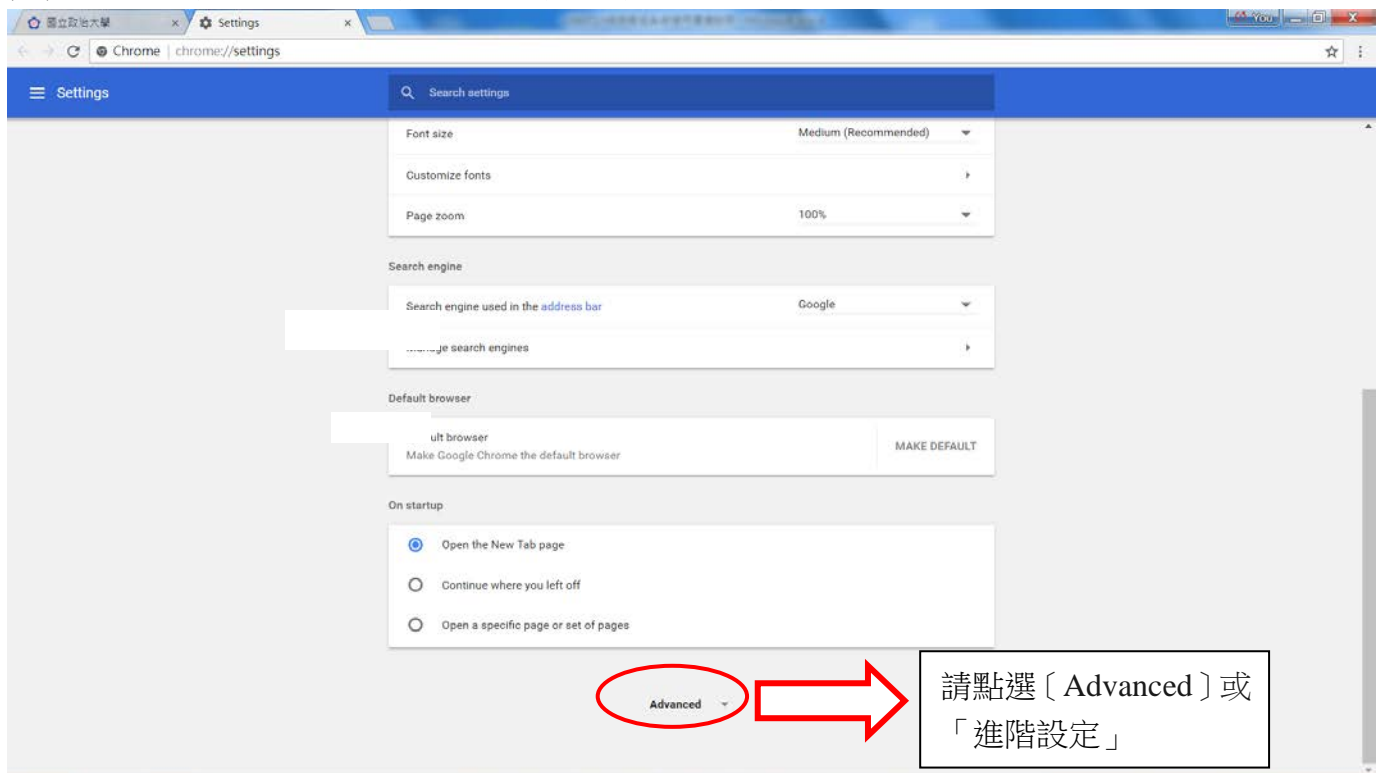 國立政治大學
Settings
You
Chrome | chrome://settings
Settings
Search settings
Font size
Medium (Recommended)
Customize fonts
Page zoom
100%
Search engine
Search engine used in the address bar
Google
search engines
Default browser
browser
MAKE DEFAULT
Make Google Chrome the default browser
On startup
Open the New Tab page
Continue where you left off
Open a specific page or set of pages
Advanced
請點選〔Advanced〕或
「進階設定」